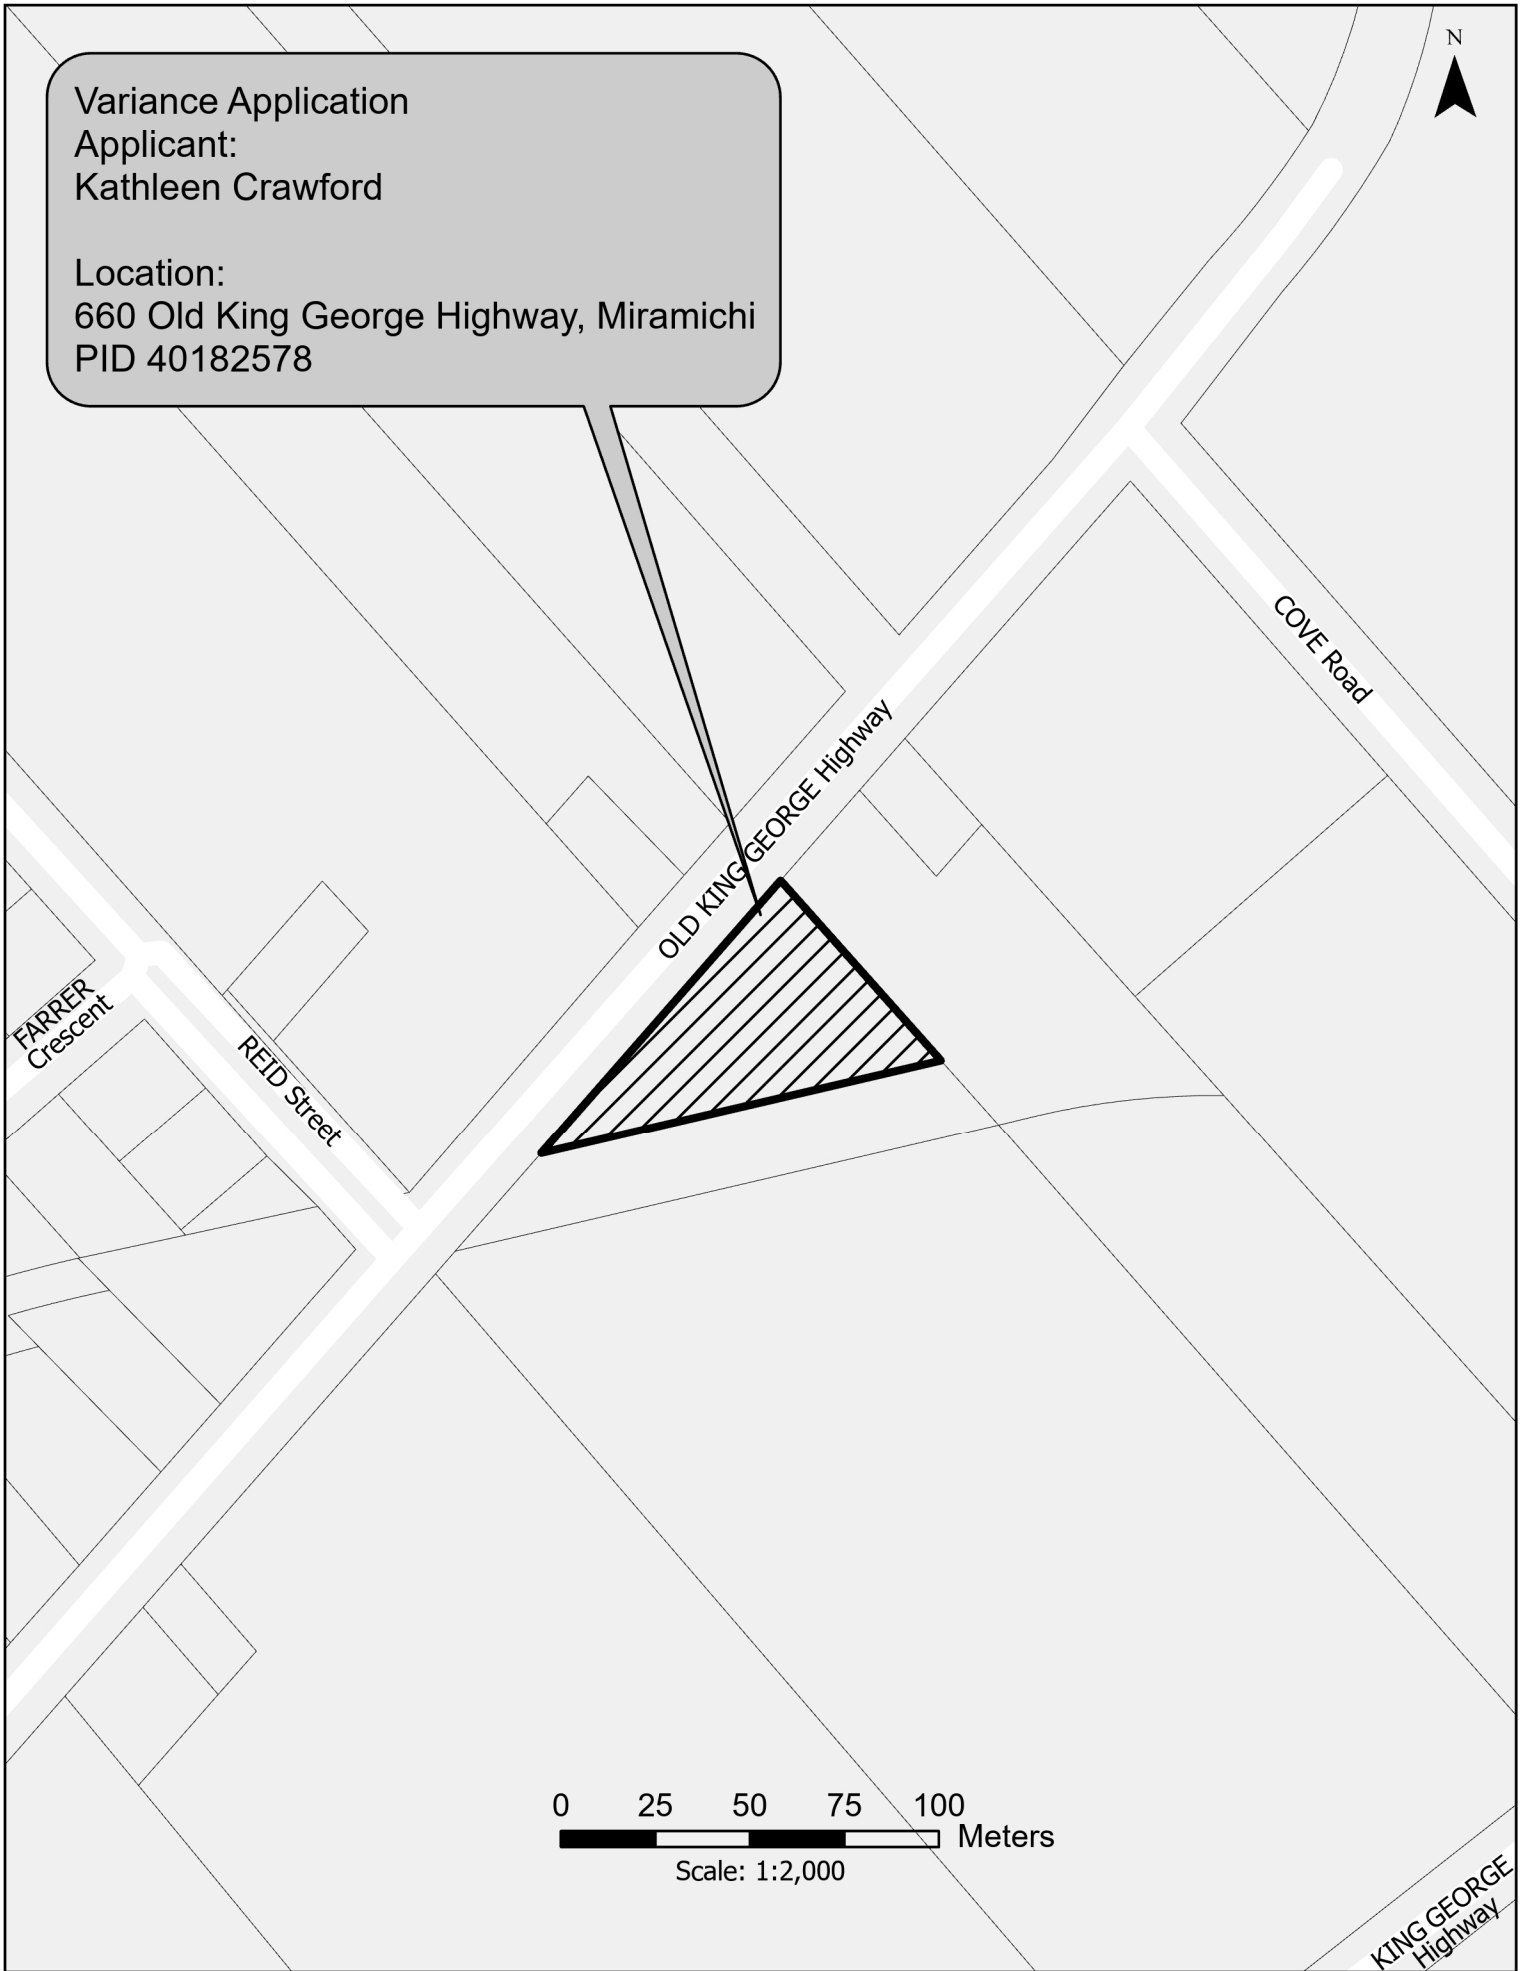 N
Variance Application
Applicant:
Kathleen Crawford
Location:
660 Old King George Highway, Miramichi
PID 40182578
COVE Road
OLD KING GEORGE Highway
FARRER
Crescent
REID Street
0 25 50 75 100
Meters
Scale: 1:2,000
KING GEORGE
Highway